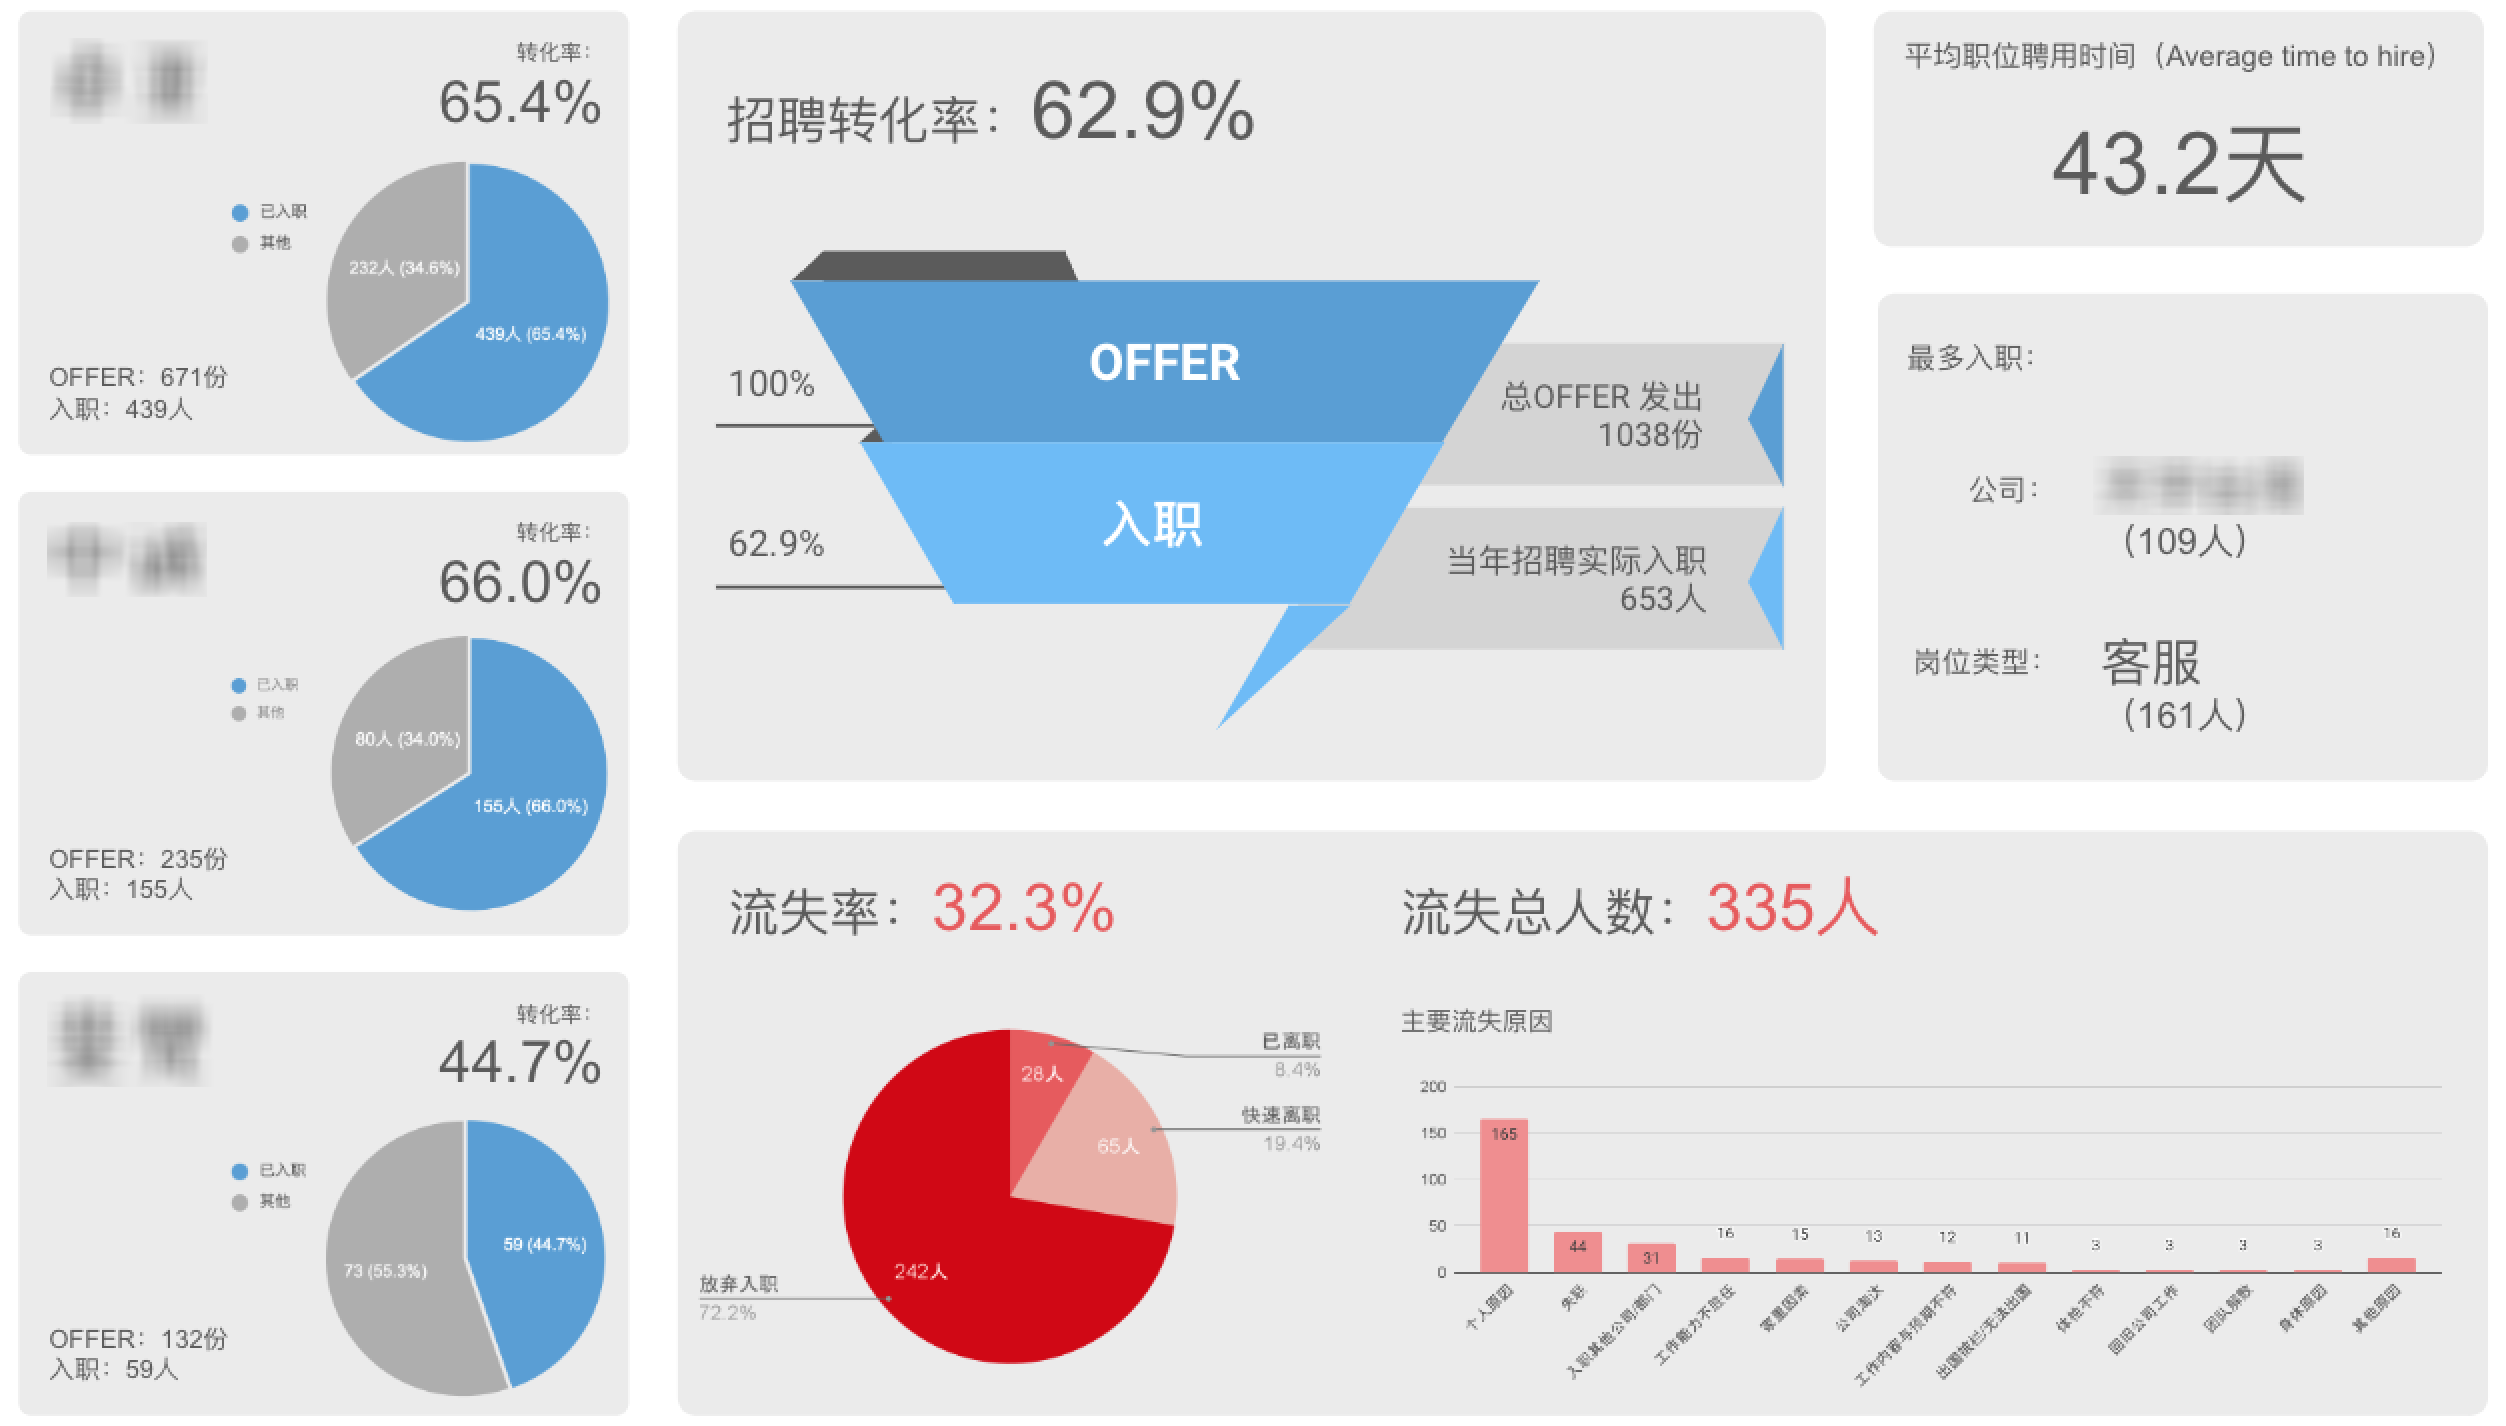 转化率：
65.4%
已入职
其他
232人 (34.6%)
439人 (65.4%)
OFFER：671份
入职：439人
转化率：
66.0%
已入职
其他
80人 (34.0%)
155人 (66.0%)
OFFER：235份
入职：155人
转化率：
44.7%
已入职
其他
59 (44.7%)
73 (55.3%)
OFFER：132份
入职：59人
招聘转化率：62.9%
OFFER
100%
总OFFER 发出
1038份
入职
62.9%
当年招聘实际入职
653人
平均职位聘用时间（Average time to hire）
43.2天
最多入职：
公司：
（109人）
岗位类型：
客服
（161人）
流失率：32.3%
已离职
8.4%
28人
快速离职
19.4%
65人
242人
放弃入职
72.2%
流失总人数：335人
主要流失原因
200
150
100
50
0
165
44
31
16
15
13
12
11
3
3
3
3
16
个人原因
失联
入职其他公司/部门
工作能力不胜任
家里因素
公司淘汰
工作内容与预期不符
出国被拦/无法出国
体检不符
回旧公司工作
团队解散
身体原因
其他原因